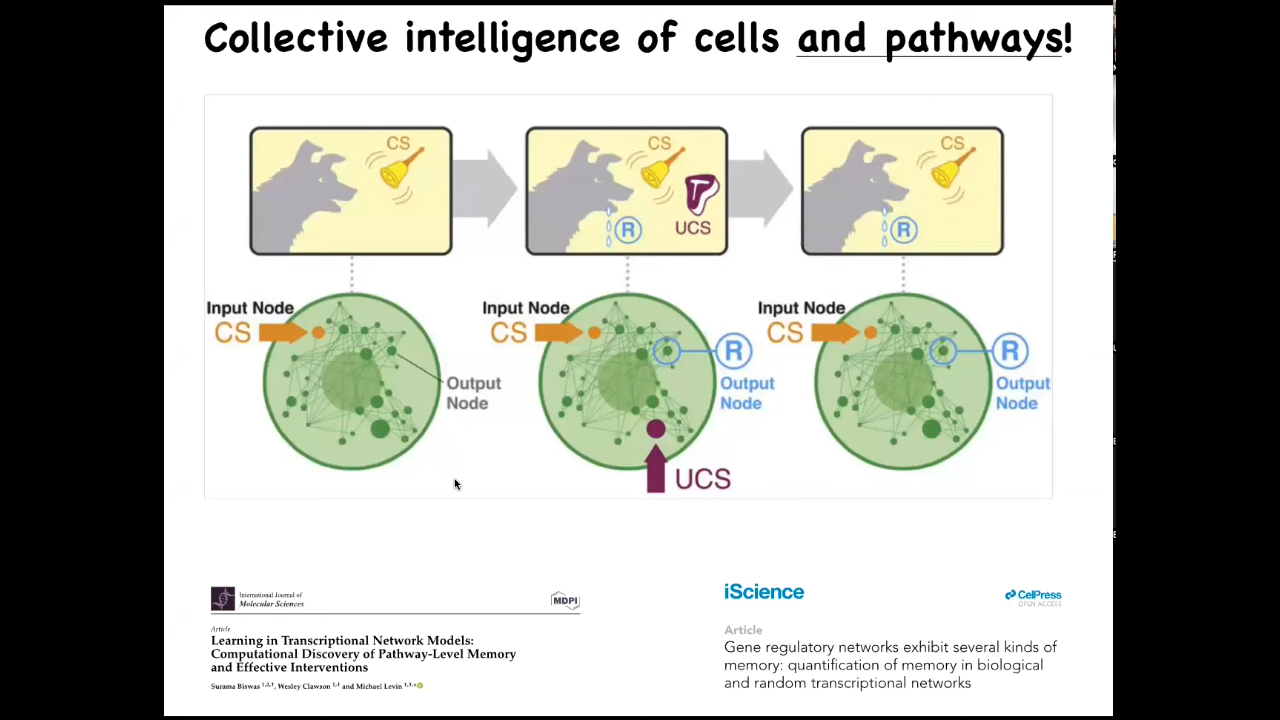 Collective intelligence of cells and pathways!
CS
CS
R
UCS
CS
R
Input Node
CS
Output
Node
Input Node
CS
R
Output
Node
UCS
Input Node
CS
R
Output
Node
International Journal of
Molecular Sciences
MDPI
Article
Learning in Transcriptional Network Models:
Computational Discovery of Pathway-Level Memory
and Effective Interventions
Surama Biswas, Wesley Clawson and Michael Levin
iScience
CelPress
OPEN ACCESS
Article
Gene regulatory networks exhibit several kinds of
memory: quantification of memory in biological
and random transcriptional networks